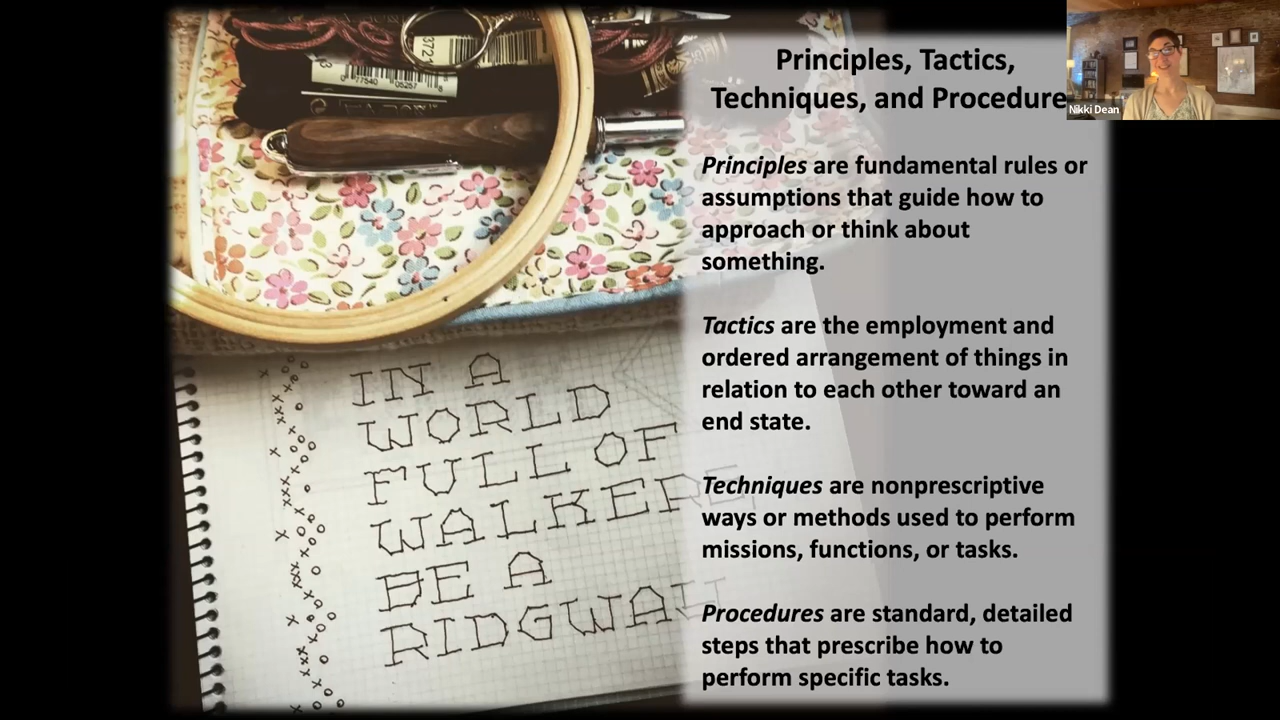 Principles, Tactics,
Techniques, and Procedure
Nikki Dean
Principles are fundamental rules or
assumptions that guide how to
approach or think about
something.
Tactics are the employment and
ordered arrangement of things in
relation to each other toward an
end state.
Techniques are nonprescriptive
ways or methods used to perform
missions, functions, or tasks.
Procedures are standard, detailed
steps that prescribe how to
perform specific tasks.
IN A
WORLD
FULL OF
WALKERS
BE A
RIDGWAY